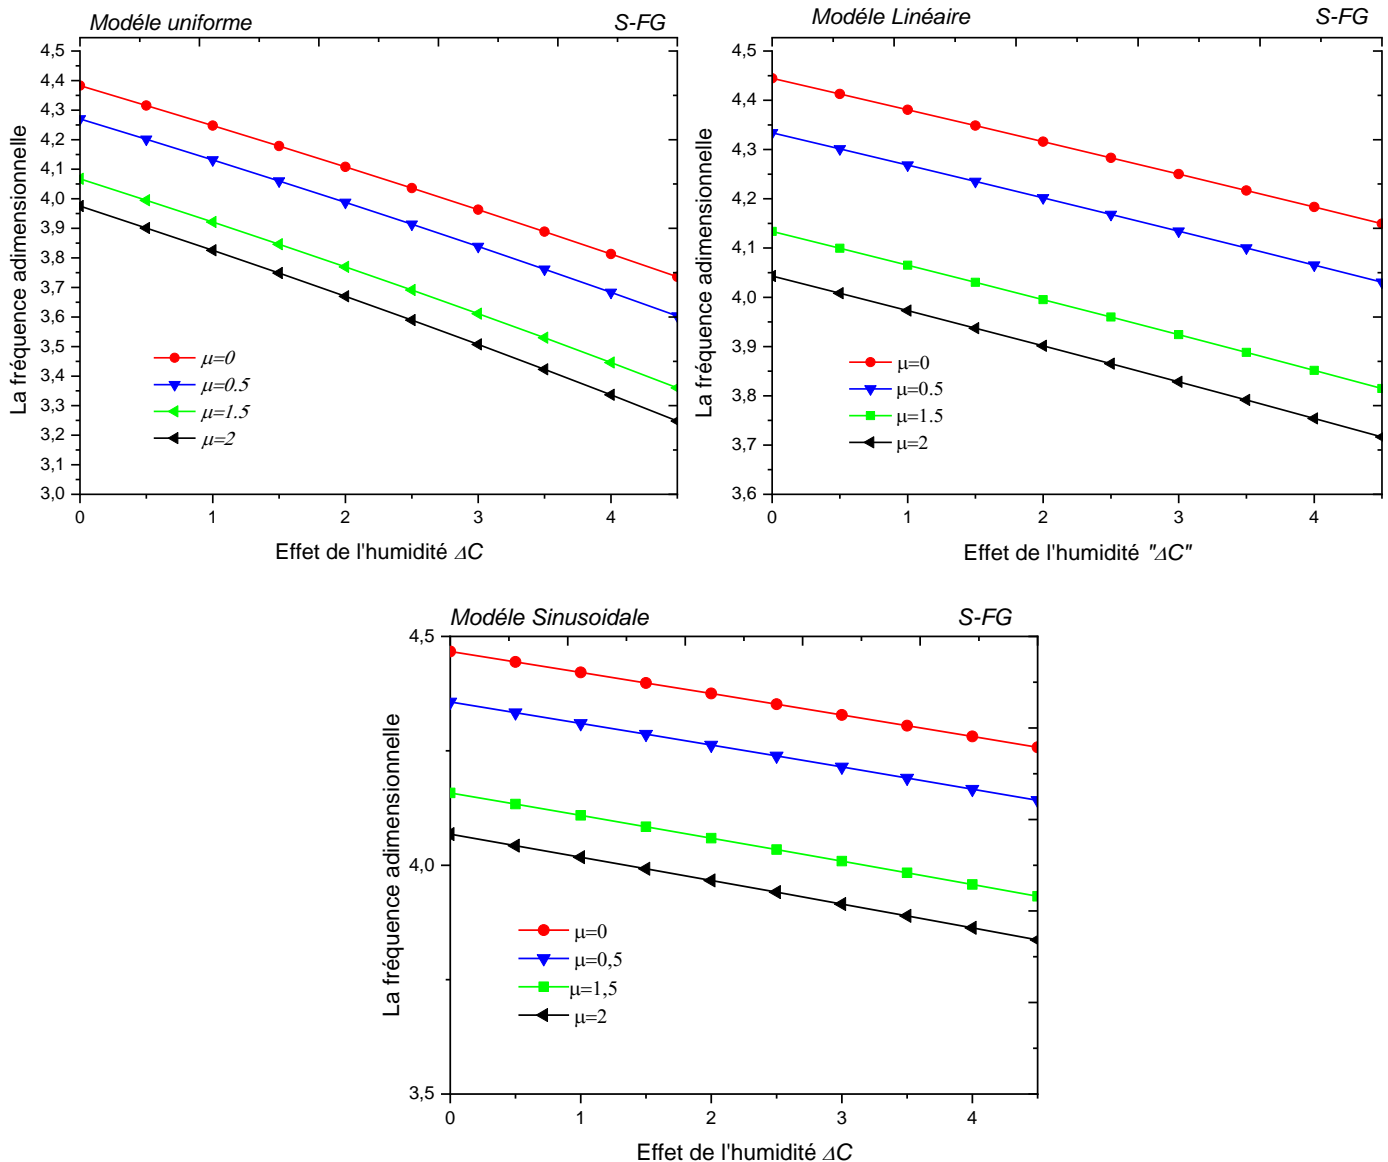 Modéle uniforme
S-FG
La fréquence adimensionnelle
4,5
4,4
4,3
4,2
4,1
4,0
3,9
3,8
3,7
3,6
3,5
3,4
3,3
3,2
3,1
3,0
μ=0
μ=0.5
μ=1.5
μ=2
0 1 2 3 4
Effet de l'humidité ΔC
Modéle Linéaire
S-FG
La fréquence adimensionnelle
4,5
4,4
4,3
4,2
4,1
4,0
3,9
3,8
3,7
3,6
μ=0
μ=0.5
μ=1.5
μ=2
0 1 2 3 4
Effet de l'humidité "ΔC"
Modéle Sinusoidale
S-FG
La fréquence adimensionnelle
4,5
4,0
3,5
μ=0
μ=0,5
μ=1,5
μ=2
0 1 2 3 4
Effet de l'humidité ΔC